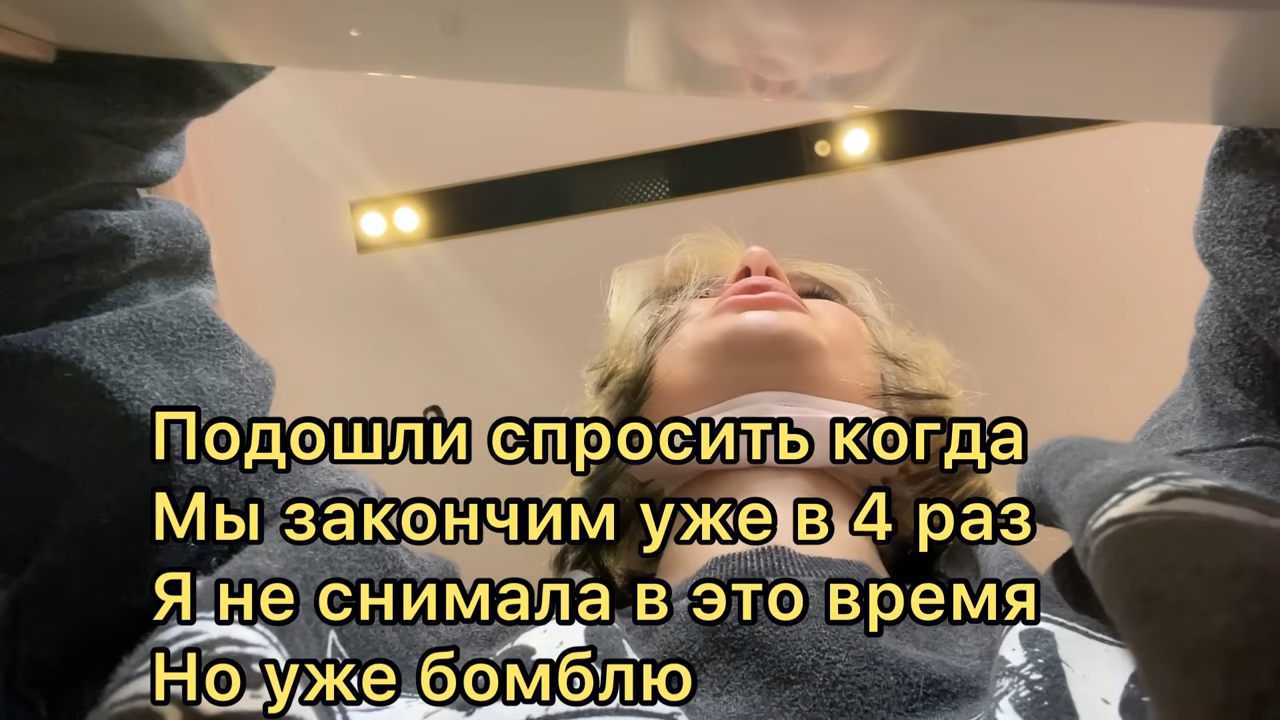 Подошли спросить когда
Мы закончим уже в 4 раз
Я не снимала в это время
Но уже бомблю